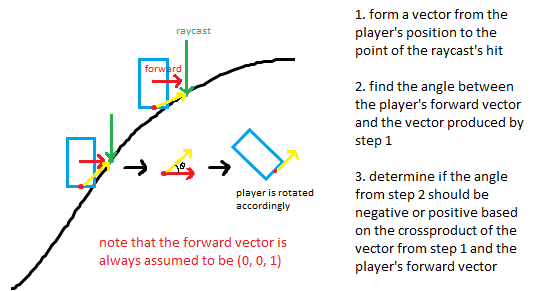 raycast
forward
θ
player is rotated
accordingly
note that the forward vector is
always assumed to be (0, 0, 1)
1. form a vector from the
player's position to the
point of the raycast's hit
2. find the angle between
the player's forward vector
and the vector produced by
step 1
3. determine if the angle
from step 2 should be
negative or positive based
on the crossproduct of the
vector from step 1 and the
player's forward vector